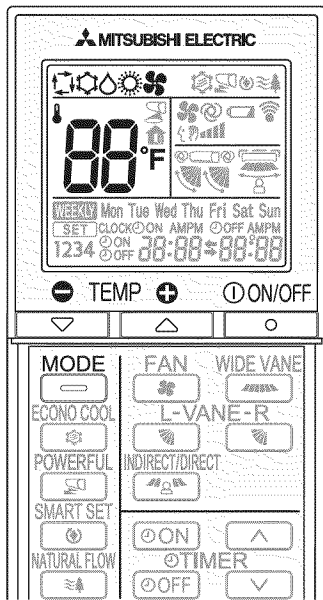 MITSUBISHI ELECTRIC
88°F
WEEKLY Mon Tue Wed Thu Fri Sat Sun
SET CLOCK ON AMPM OFF AMPM
1234 ON OFF 88:88 88:88
TEMP ON/OFF
MODE FAN WIDE VANE
ECONO COOL L-VANE-R
POWERFUL INDIRECT/DIRECT
SMART SET
ON
NATURAL FLOW TIMER
OFF